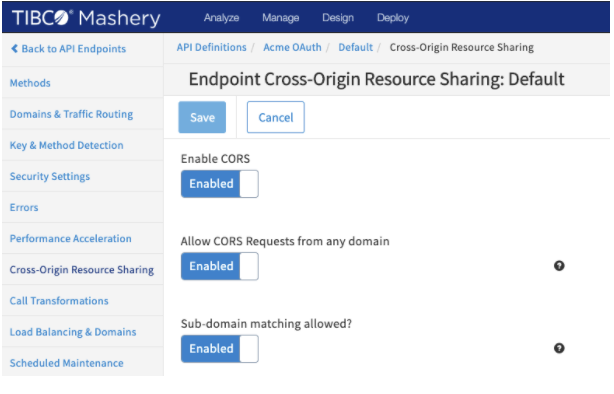 TIBCO® Mashery
Analyze Manage Design Deploy
Back to API Endpoints
API Definitions / Acme OAuth / Default / Cross-Origin Resource Sharing
Methods
Endpoint Cross-Origin Resource Sharing: Default
Domains & Traffic Routing
Save Cancel
Key & Method Detection
Enable CORS
Security Settings
Enabled
Errors
Performance Acceleration
Allow CORS Requests from any domain
Cross-Origin Resource Sharing
Enabled
Call Transformations
Sub-domain matching allowed?
Load Balancing & Domains
Enabled
Scheduled Maintenance